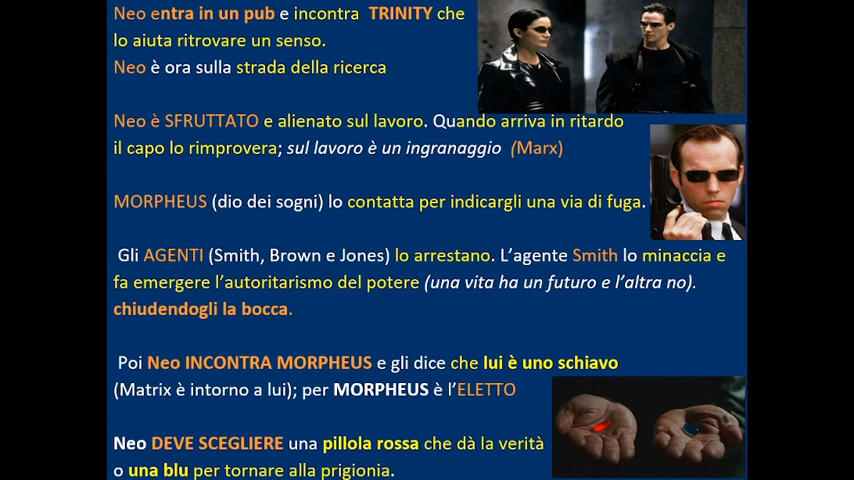 Neo entra in un pub e incontra TRINITY che
lo aiuta ritrovare un senso.
Neo è ora sulla strada della ricerca
Neo è SFRUTTATO e alienato sul lavoro. Quando arriva in ritardo
il capo lo rimprovera; sul lavoro è un ingranaggio (Marx)
MORPHEUS (dio dei sogni) lo contatta per indicargli una via di fuga.
Gli AGENTI (Smith, Brown e Jones) lo arrestano. L'agente Smith lo minaccia e
fa emergere l'autoritarismo del potere (una vita ha un futuro e l'altra no).
chiudendogli la bocca.
Poi Neo INCONTRA MORPHEUS e gli dice che lui è uno schiavo
(Matrix è intorno a lui); per MORPHEUS è l'ELETTO
Neo DEVE SCEGLIERE una pillola rossa che dà la verità
o una blu per tornare alla prigionia.